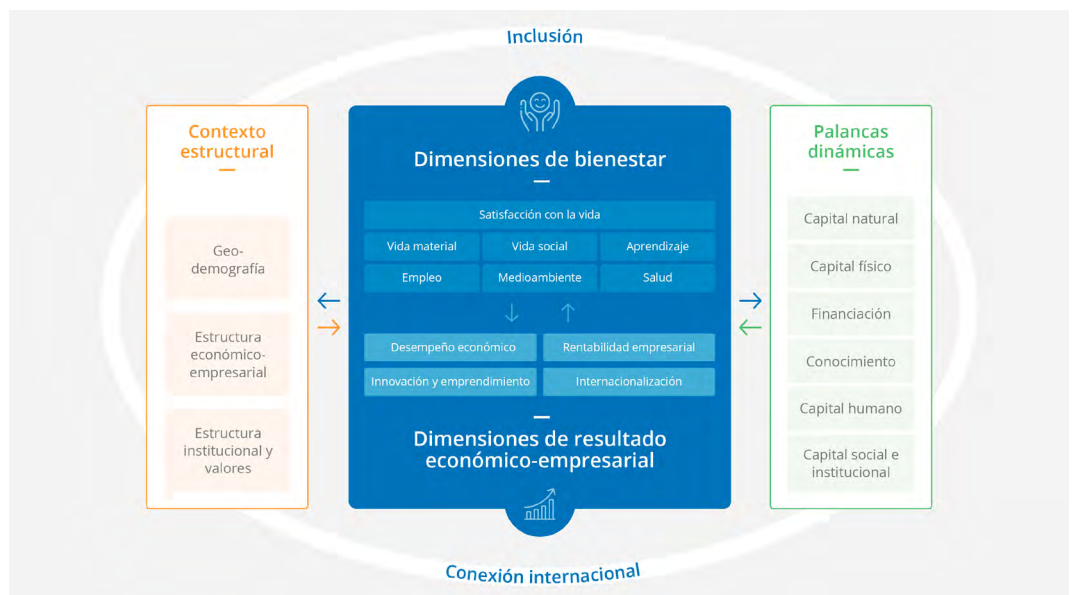 Inclusión
Contexto
estructural
Geo-
demografía
Estructura
económico-
empresarial
Estructura
institucional y
valores
Dimensiones de bienestar
Satisfacción con la vida
Vida material
Vida social
Aprendizaje
Empleo
Medioambiente
Salud
Desempeño económico
Rentabilidad empresarial
Innovación y emprendimiento
Internacionalización
Dimensiones de resultado
económico-empresarial
Palancas
dinámicas
Capital natural
Capital físico
Financiación
Conocimiento
Capital humano
Capital social e
institucional
Conexión internacional